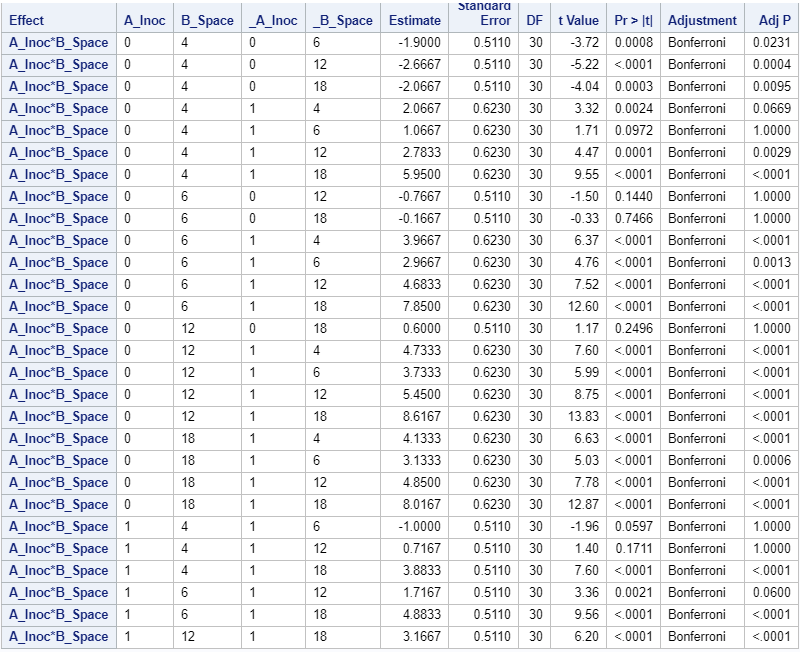 Effect A_Inoc B_Space _A_Inoc _B_Space Estimate Standard Error DF t Value Pr > |t| Adjustment Adj P
A_Inoc*B_Space 0 4 0 6 -1.9000 0.5110 30 -3.72 0.0008 Bonferroni 0.0231
A_Inoc*B_Space 0 4 0 12 -2.6667 0.5110 30 -5.22 <.0001 Bonferroni 0.0004
A_Inoc*B_Space 0 4 0 18 -2.0667 0.5110 30 -4.04 0.0003 Bonferroni 0.0095
A_Inoc*B_Space 0 4 1 4 2.0667 0.6230 30 3.32 0.0024 Bonferroni 0.0669
A_Inoc*B_Space 0 4 1 6 1.0667 0.6230 30 1.71 0.0972 Bonferroni 1.0000
A_Inoc*B_Space 0 4 1 12 2.7833 0.6230 30 4.47 0.0001 Bonferroni 0.0029
A_Inoc*B_Space 0 4 1 18 5.9500 0.6230 30 9.55 <.0001 Bonferroni <.0001
A_Inoc*B_Space 0 6 0 12 -0.7667 0.5110 30 -1.50 0.1440 Bonferroni 1.0000
A_Inoc*B_Space 0 6 0 18 -0.1667 0.5110 30 -0.33 0.7466 Bonferroni 1.0000
A_Inoc*B_Space 0 6 1 4 3.9667 0.6230 30 6.37 <.0001 Bonferroni <.0001
A_Inoc*B_Space 0 6 1 6 2.9667 0.6230 30 4.76 <.0001 Bonferroni 0.0013
A_Inoc*B_Space 0 6 1 12 4.6833 0.6230 30 7.52 <.0001 Bonferroni <.0001
A_Inoc*B_Space 0 6 1 18 7.8500 0.6230 30 12.60 <.0001 Bonferroni <.0001
A_Inoc*B_Space 0 12 0 18 0.6000 0.5110 30 1.17 0.2496 Bonferroni 1.0000
A_Inoc*B_Space 0 12 1 4 4.7333 0.6230 30 7.60 <.0001 Bonferroni <.0001
A_Inoc*B_Space 0 12 1 6 3.7333 0.6230 30 5.99 <.0001 Bonferroni <.0001
A_Inoc*B_Space 0 12 1 12 5.4500 0.6230 30 8.75 <.0001 Bonferroni <.0001
A_Inoc*B_Space 0 12 1 18 8.6167 0.6230 30 13.83 <.0001 Bonferroni <.0001
A_Inoc*B_Space 0 18 1 4 4.1333 0.6230 30 6.63 <.0001 Bonferroni <.0001
A_Inoc*B_Space 0 18 1 6 3.1333 0.6230 30 5.03 <.0001 Bonferroni 0.0006
A_Inoc*B_Space 0 18 1 12 4.8500 0.6230 30 7.78 <.0001 Bonferroni <.0001
A_Inoc*B_Space 0 18 1 18 8.0167 0.6230 30 12.87 <.0001 Bonferroni <.0001
A_Inoc*B_Space 1 4 1 6 -1.0000 0.5110 30 -1.96 0.0597 Bonferroni 1.0000
A_Inoc*B_Space 1 4 1 12 0.7167 0.5110 30 1.40 0.1711 Bonferroni 1.0000
A_Inoc*B_Space 1 4 1 18 3.8833 0.5110 30 7.60 <.0001 Bonferroni <.0001
A_Inoc*B_Space 1 6 1 12 1.7167 0.5110 30 3.36 0.0021 Bonferroni 0.0600
A_Inoc*B_Space 1 6 1 18 4.8833 0.5110 30 9.56 <.0001 Bonferroni <.0001
A_Inoc*B_Space 1 12 1 18 3.1667 0.5110 30 6.20 <.0001 Bonferroni <.0001